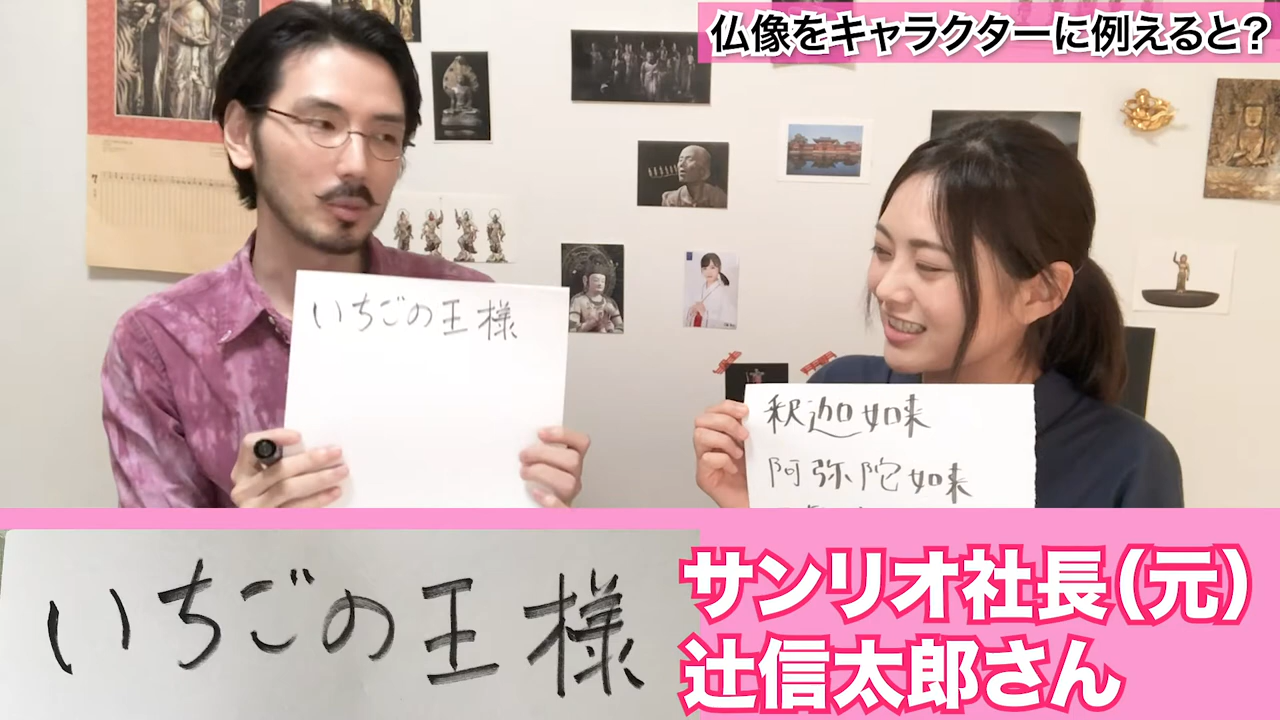 仏像をキャラクターに例えると?
いちごの王様
釈迦如来
阿弥陀如来
いちごの王様
サンリオ社長(元)
辻信太郎さん